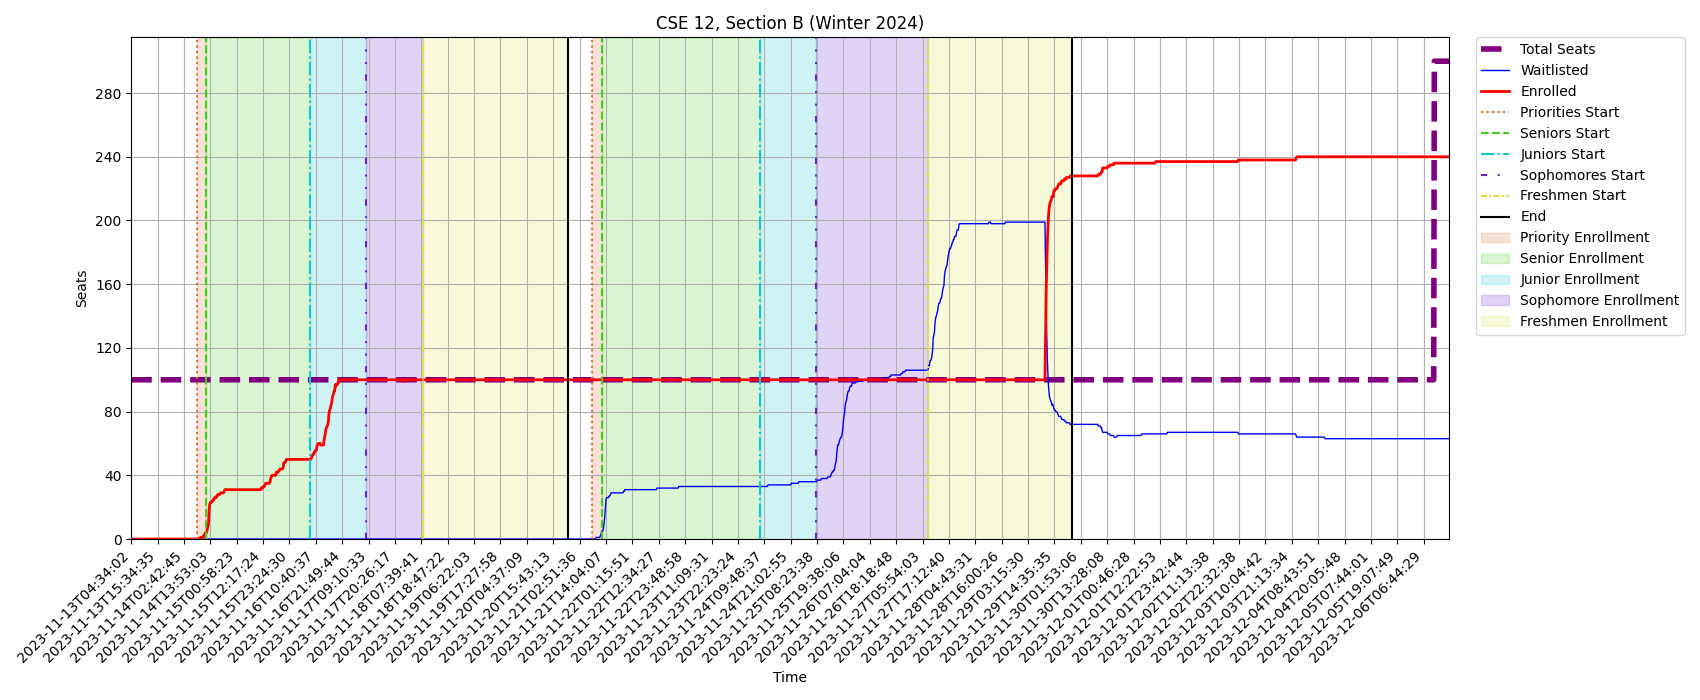 CSE 12, Section B (Winter 2024)
Total Seats
Waitlisted
Enrolled
Priorities Start
Seniors Start
Juniors Start
Sophomores Start
Freshmen Start
End
Priority Enrollment
Senior Enrollment
Junior Enrollment
Sophomore Enrollment
Freshmen Enrollment
Seats
280
240
200
160
120
80
40
0
2023-11-13T04:34:02
2023-11-13T15:34:35
2023-11-14T02:42:45
2023-11-14T13:53:03
2023-11-15T00:58:23
2023-11-15T12:17:24
2023-11-15T23:24:30
2023-11-16T10:40:37
2023-11-16T21:49:44
2023-11-17T09:10:33
2023-11-17T20:26:17
2023-11-18T07:39:41
2023-11-18T18:47:22
2023-11-19T06:22:03
2023-11-19T17:27:58
2023-11-20T04:37:09
2023-11-20T15:43:13
2023-11-21T02:51:36
2023-11-21T14:04:07
2023-11-22T01:15:51
2023-11-22T12:34:27
2023-11-22T23:48:58
2023-11-23T11:09:31
2023-11-23T22:23:24
2023-11-24T09:48:37
2023-11-24T21:02:55
2023-11-25T08:23:38
2023-11-25T19:38:06
2023-11-26T07:04:04
2023-11-26T18:18:48
2023-11-27T05:54:03
2023-11-27T17:12:40
2023-11-28T04:43:31
2023-11-28T16:00:26
2023-11-29T03:15:30
2023-11-29T14:35:35
2023-11-30T01:53:06
2023-11-30T13:28:08
2023-12-01T00:46:28
2023-12-01T12:22:53
2023-12-01T23:42:44
2023-12-02T11:13:38
2023-12-02T22:32:38
2023-12-03T10:04:42
2023-12-03T21:13:34
2023-12-04T08:43:51
2023-12-04T20:05:48
2023-12-05T07:44:01
2023-12-05T19:07:49
2023-12-06T06:44:29
Time